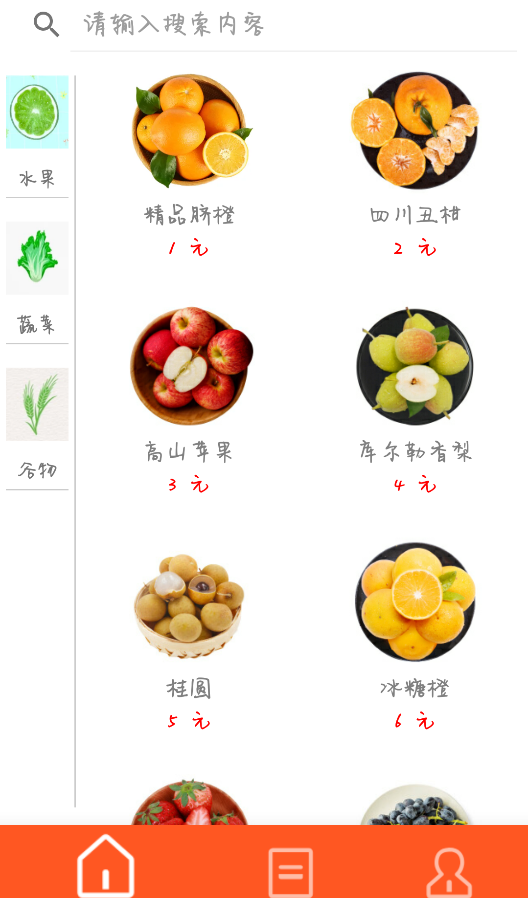 请输入搜索内容
水果
蔬菜
谷物
精品脐橙
1 元
四川丑柑
2 元
高山苹果
3 元
库尔勒香梨
4 元
桂圆
5 元
冰糖橙
6 元